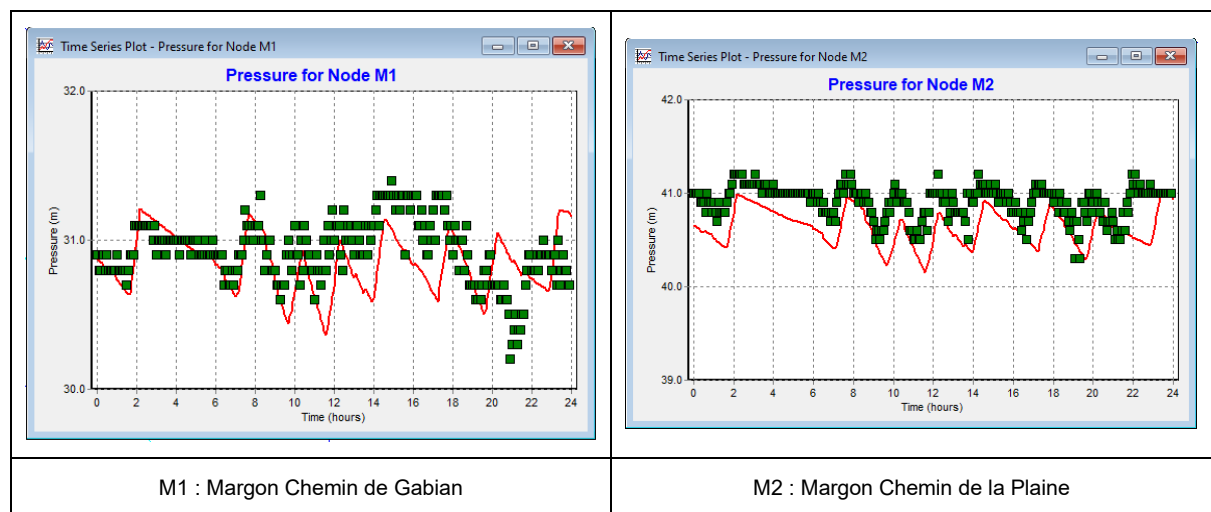 Time Series Plot - Pressure for Node M1
Pressure for Node M1
32.0
31.0
30.0
Pressure (m)
0 2 4 6 8 10 12 14 16 18 20 22 24
Time (hours)
M1 : Margon Chemin de Gabian
Time Series Plot - Pressure for Node M2
Pressure for Node M2
42.0
41.0
40.0
39.0
Pressure (m)
0 2 4 6 8 10 12 14 16 18 20 22 24
Time (hours)
M2 : Margon Chemin de la Plaine